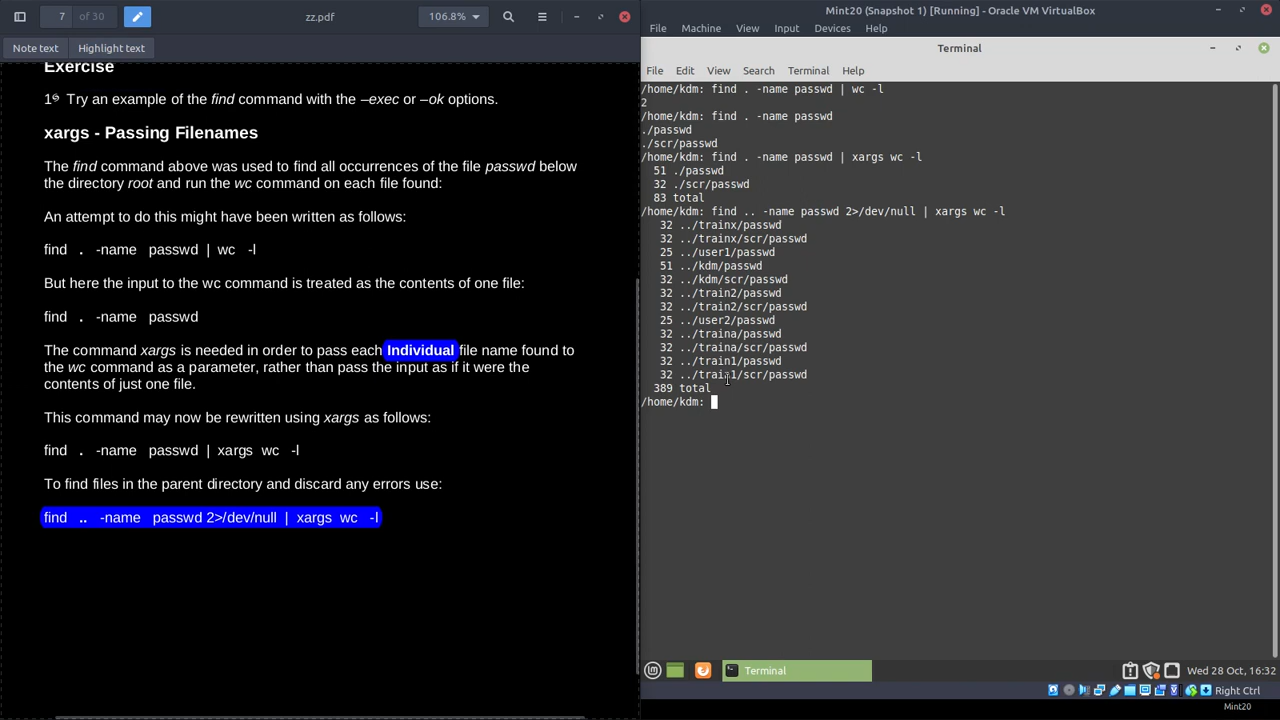 7 of 30
zz.pdf
106.8%
Note text Highlight text
Exercise
Try an example of the find command with the –exec or –ok options.
xargs - Passing Filenames
The find command above was used to find all occurrences of the file passwd below
the directory root and run the wc command on each file found:
An attempt to do this might have been written as follows:
find . -name passwd | wc -l
But here the input to the wc command is treated as the contents of one file:
find . -name passwd
The command xargs is needed in order to pass each Individual file name found to
the wc command as a parameter, rather than pass the input as if it were the
contents of just one file.
This command may now be rewritten using xargs as follows:
find . -name passwd | xargs wc -l
To find files in the parent directory and discard any errors use:
find .. -name passwd 2>/dev/null | xargs wc -l
Mint20 (Snapshot 1) [Running] - Oracle VM VirtualBox
File Machine View Input Devices Help
Terminal
File Edit View Search Terminal Help
/home/kdm: find . -name passwd | wc -l
2
/home/kdm: find . -name passwd
./passwd
./scr/passwd
/home/kdm: find . -name passwd | xargs wc -l
51 ./passwd
32 ./scr/passwd
83 total
/home/kdm: find .. -name passwd 2>/dev/null | xargs wc -l
32 ../trainx/passwd
32 ../trainx/scr/passwd
25 ../user1/passwd
51 ../kdm/passwd
32 ../kdm/scr/passwd
32 ../train2/passwd
32 ../train2/scr/passwd
25 ../user2/passwd
32 ../traina/passwd
32 ../traina/scr/passwd
32 ../train1/passwd
32 ../train1/scr/passwd
389 total
/home/kdm:
Terminal
Wed 28 Oct, 16:32
Right Ctrl
Mint20